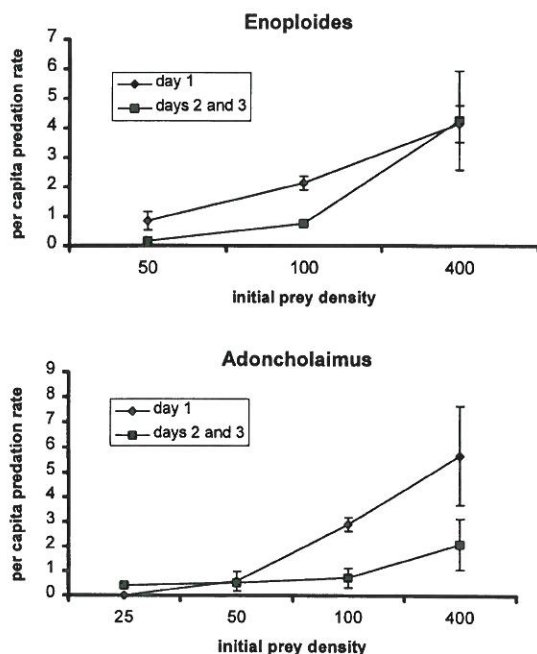 Enoploides
per capita predation rate
7
6
5
4
3
2
1
0
day 1
days 2 and 3
50 100 400
initial prey density
Adoncholaimus
per capita predation rate
9
8
7
6
5
4
3
2
1
0
day 1
days 2 and 3
25 50 100 400
initial prey density